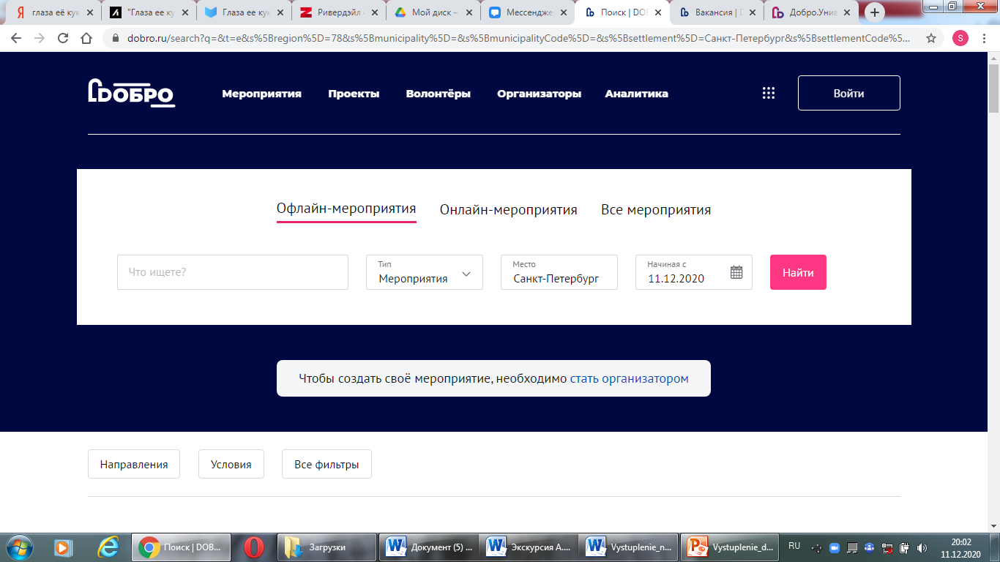 глаза её кук
"Глаза ее ку
Глаза ее кук
Ривердэйл
Мой диск –
Мессендже
Поиск | DOE
Вакансия | D
Добро.Унив
dobro.ru/search?q=&t=e&s%5Bregion%5D=78&s%5Bmunicipality%5D=&s%5BmunicipalityCode%5D=&s%5Bsettlement%5D=Санкт-Петербург&s%5BsettlementCode%5...
S
ДОБРО
Мероприятия
Проекты
Волонтёры
Организаторы
Аналитика
Войти
Офлайн-мероприятия
Онлайн-мероприятия
Все мероприятия
Что ищете?
Тип
Мероприятия
Место
Санкт-Петербург
Начиная с
11.12.2020
Найти
Чтобы создать своё мероприятие, необходимо стать организатором
Направления
Условия
Все фильтры
Поиск | DOB...
Загрузки
Документ (5) ...
Экскурсия А....
Vystuplenie_n...
Vystuplenie_d...
RU
20:02
11.12.2020